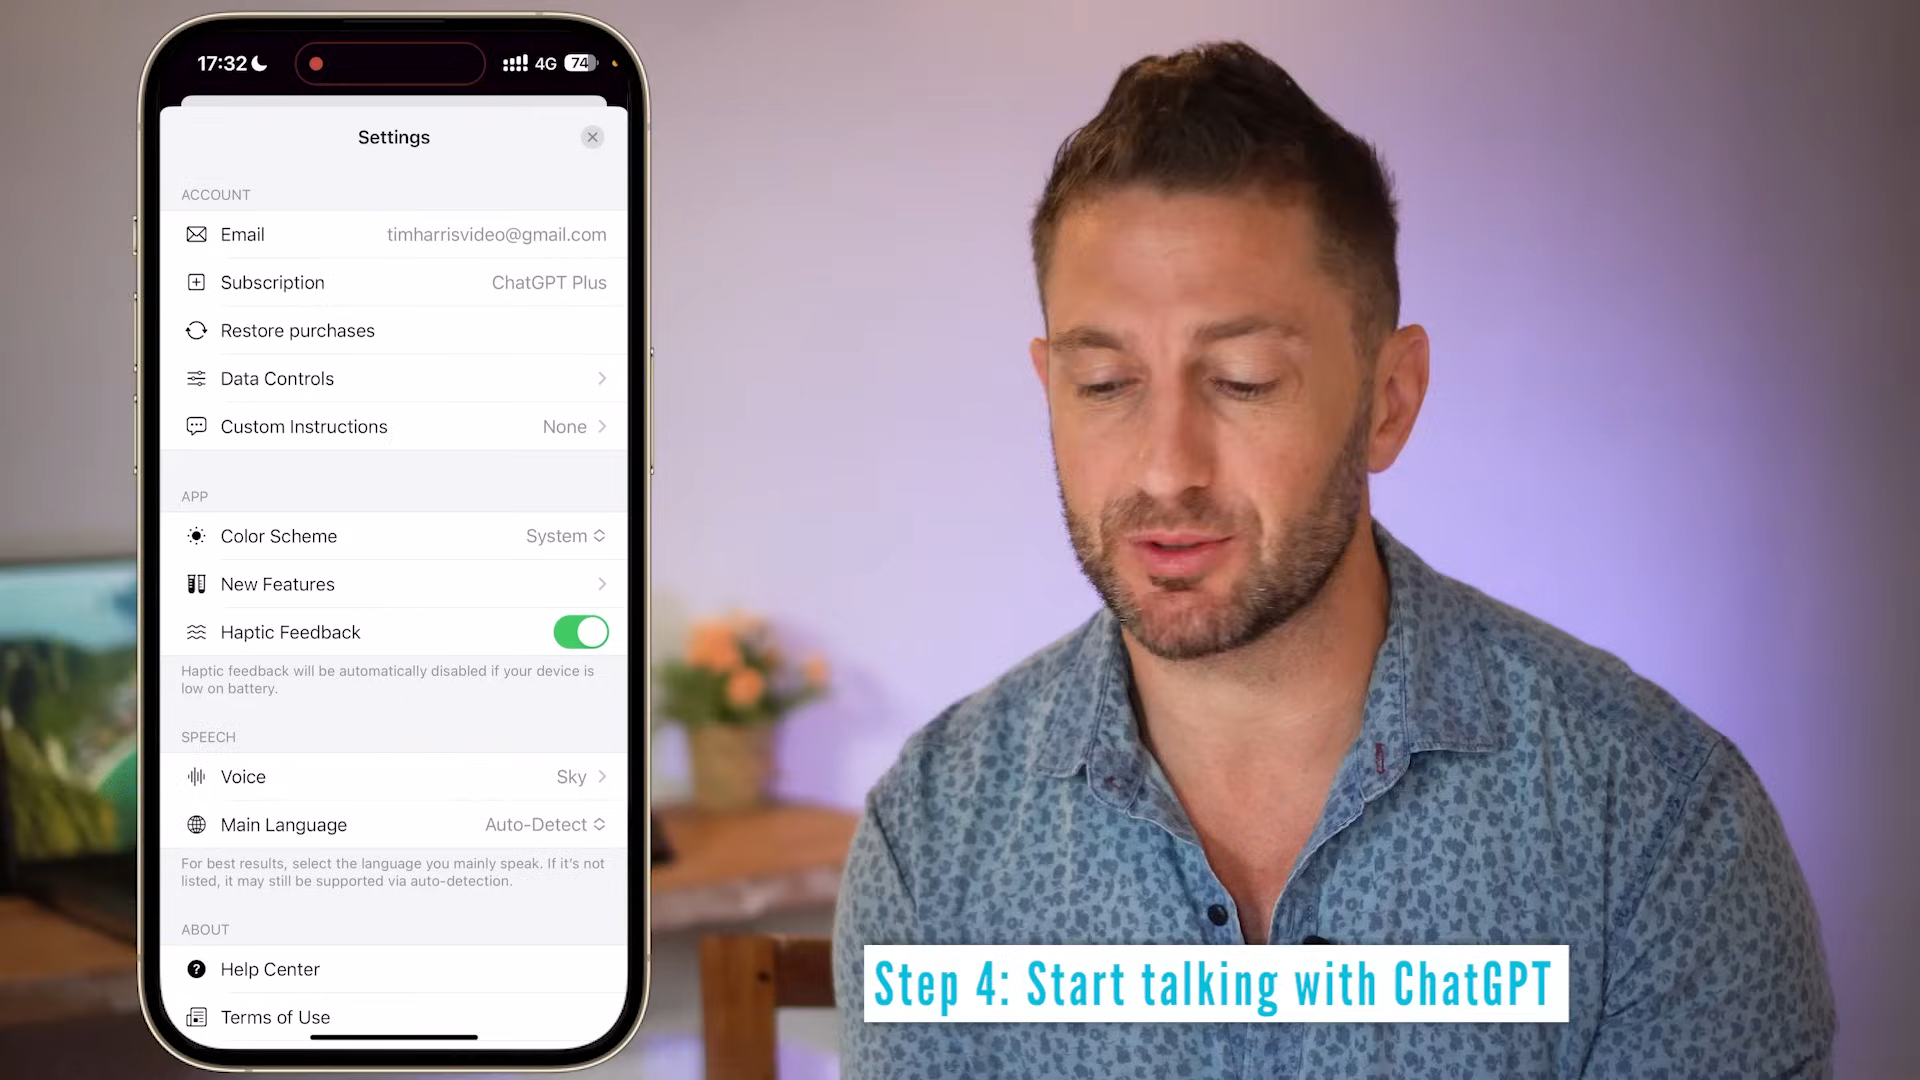 17:32
4G
74
Settings
ACCOUNT
Email timharrisvideo@gmail.com
Subscription ChatGPT Plus
Restore purchases
Data Controls
Custom Instructions None
APP
Color Scheme System
New Features
Haptic Feedback
Haptic feedback will be automatically disabled if your device is
low on battery.
SPEECH
Voice Sky
Main Language Auto-Detect
For best results, select the language you mainly speak. If it's not
listed, it may still be supported via auto-detection.
ABOUT
Help Center
Terms of Use
Step 4: Start talking with ChatGPT